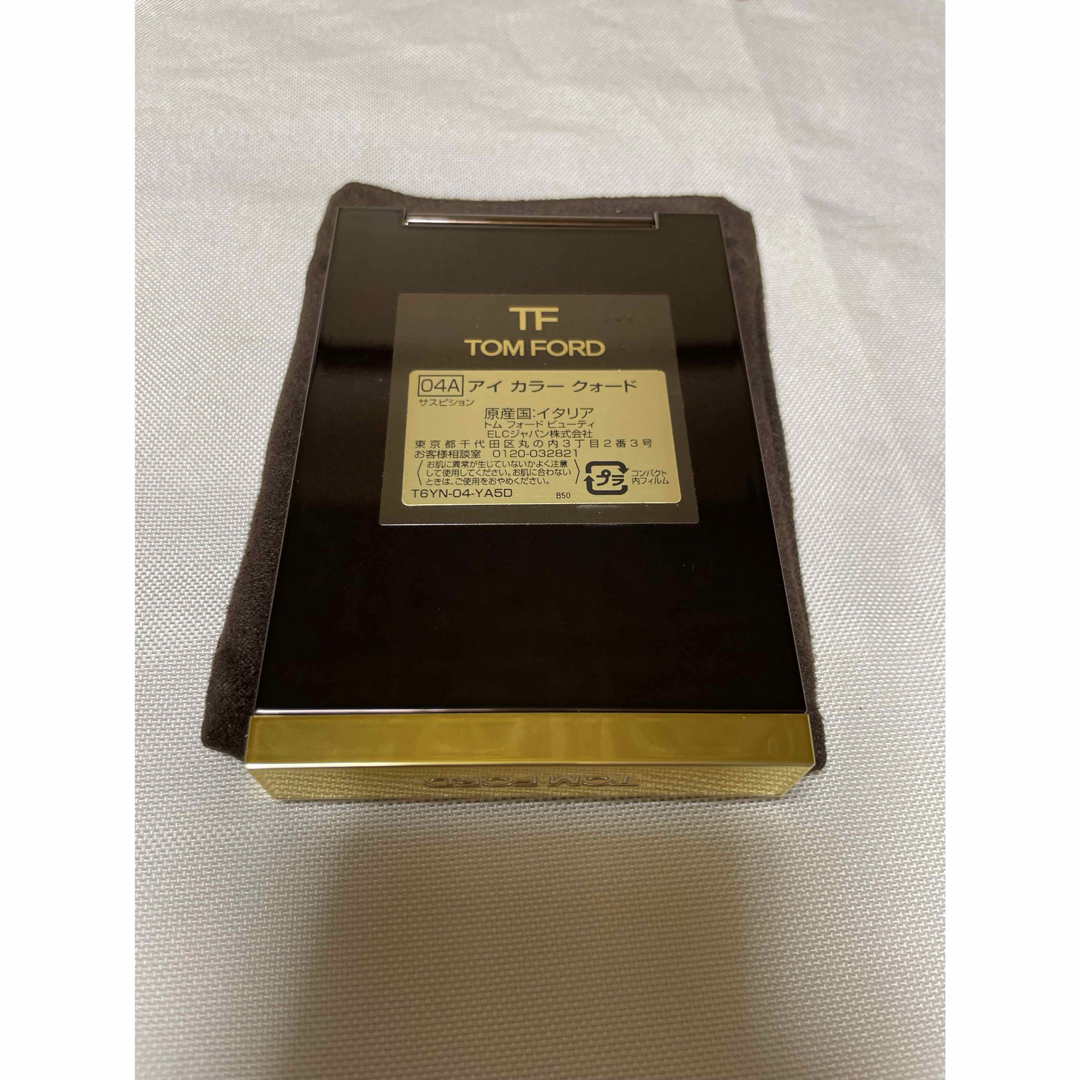 TF
TOM FORD
04A アイ カラー クォード
サスピション
原産国:イタリア
トム フォード ビューティ
ELCジャパン株式会社
東京都千代田区丸の内3丁目2番3号
お客様相談室 0120-032821
お肌に異常が生じていないかよく注意
して使用してください。お肌に合わない
ときは、ご使用をおやめください。
プラ
コンパクト
内フィルム
T6YN-04-YA5D B50
TOM FORD